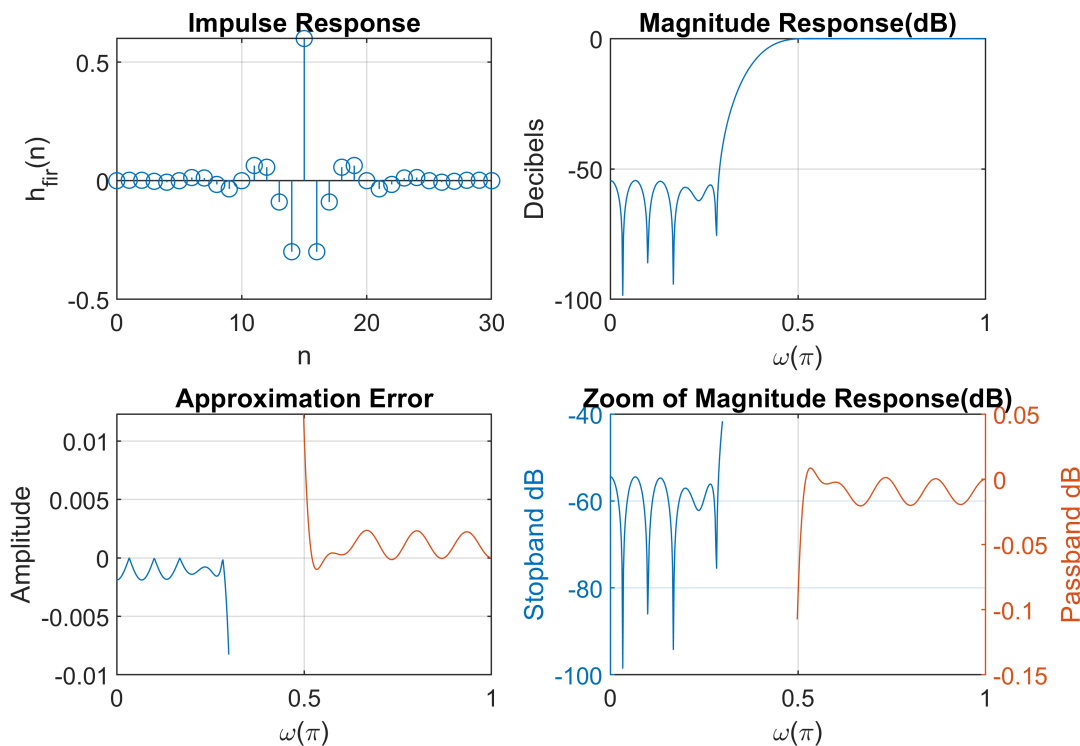 Impulse Response
0.5
0
-0.5
0
10
20
30
n
h_fir(n)
Magnitude Response(dB)
0
-50
-100
0
0.5
1
ω(π)
Decibels
Approximation Error
0.01
0.005
0
-0.005
-0.01
0
0.5
1
ω(π)
Amplitude
Zoom of Magnitude Response(dB)
-40
-60
-80
-100
0.05
0
-0.05
-0.1
-0.15
0
0.5
1
ω(π)
Stopband dB
Passband dB